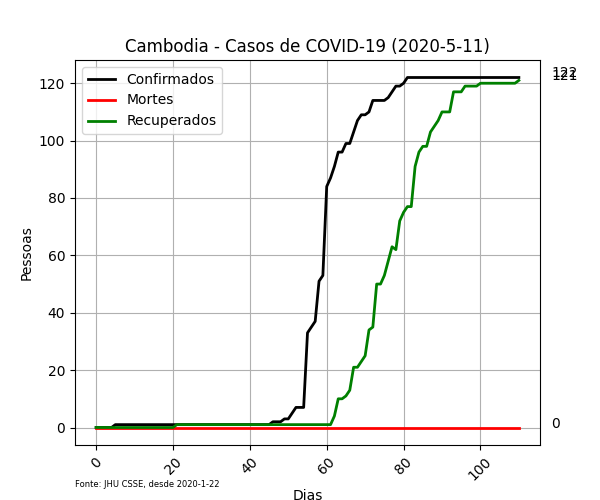 Cambodia - Casos de COVID-19 (2020-5-11)
Confirmados
Mortes
Recuperados
122
121
0
Pessoas
120
100
80
60
40
20
0
0
20
40
60
80
100
Fonte: JHU CSSE, desde 2020-1-22
Dias